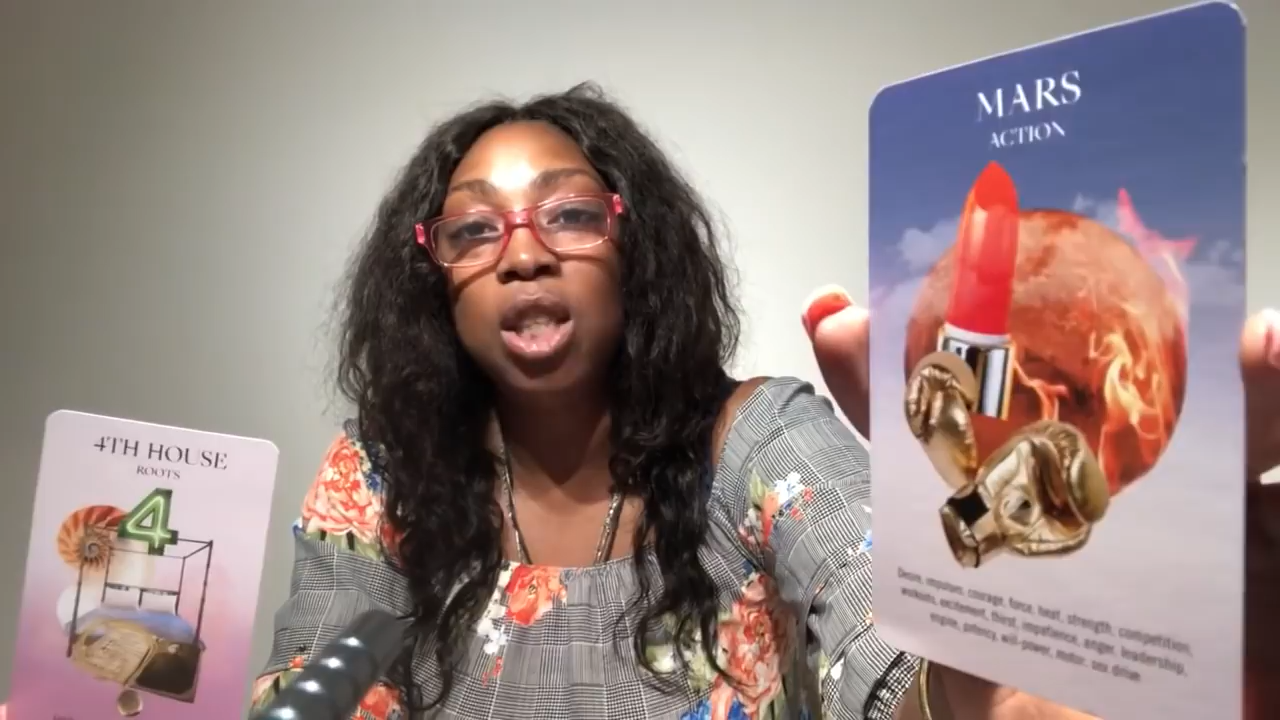 4TH HOUSE
ROOTS
4
MARS
ACTION
Desire, impulses, courage, force, heat, strength, competition,
workouts, excitement, thirst, impatience, anger, leadership,
engine, potency, will-power, motor, sex drive